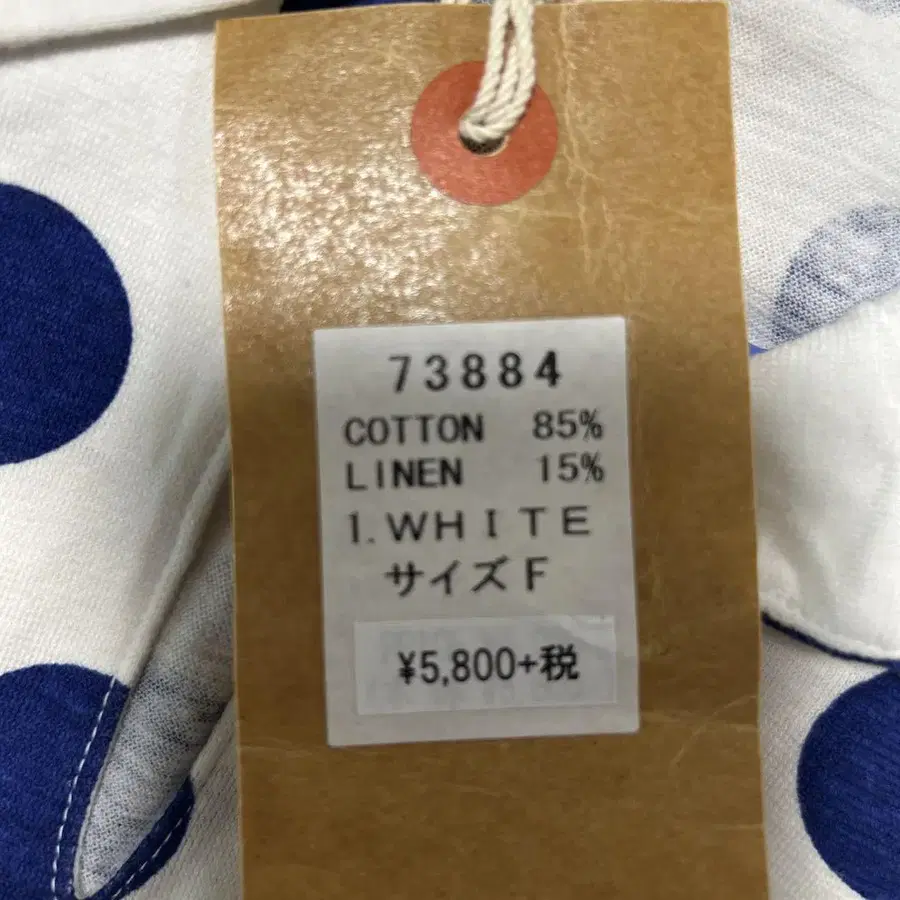 73884
COTTON 85%
LINEN 15%
1. WHITE
サイズF
¥5,800+税